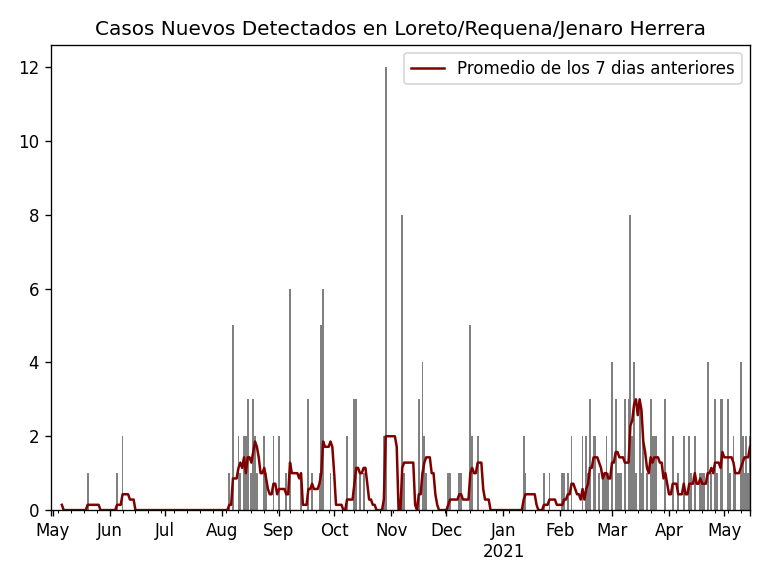 Casos Nuevos Detectados en Loreto/Requena/Jenaro Herrera
Promedio de los 7 dias anteriores
12
10
8
6
4
2
0
May Jun Jul Aug Sep Oct Nov Dec Jan Feb Mar Apr May
2021